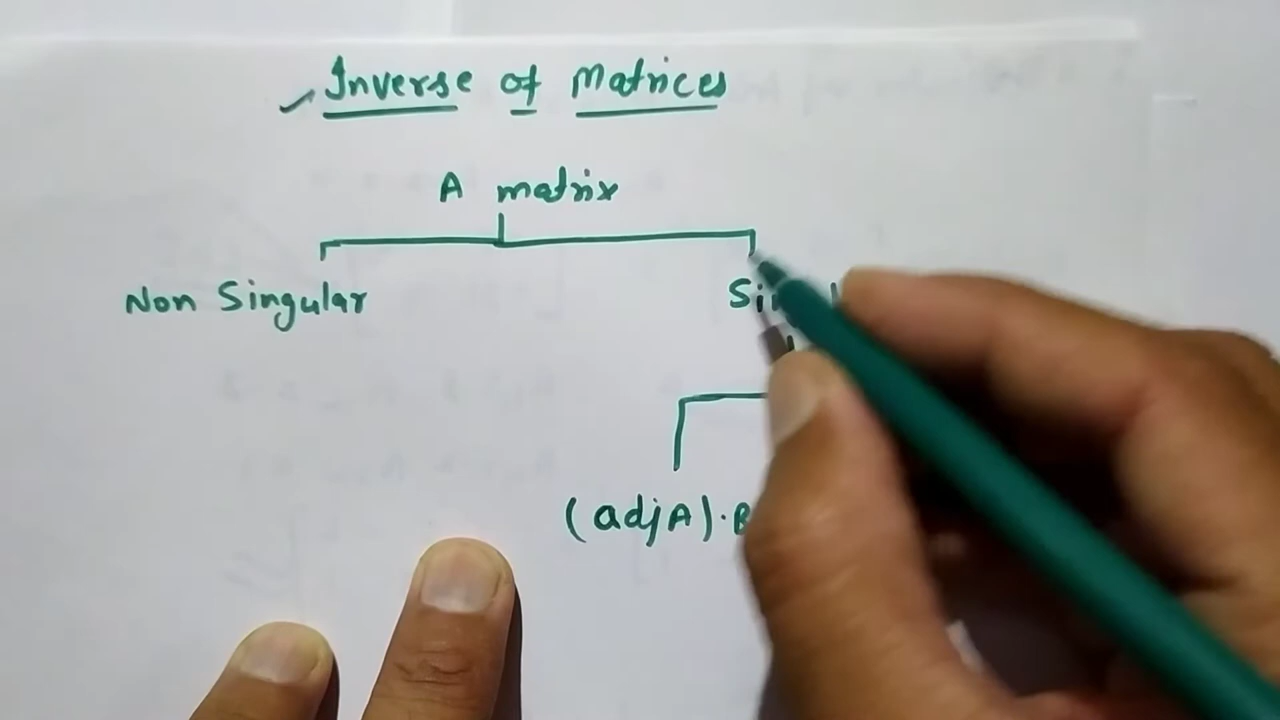 Inverse of Matrices
A matrix
Non Singular
(adjA).B